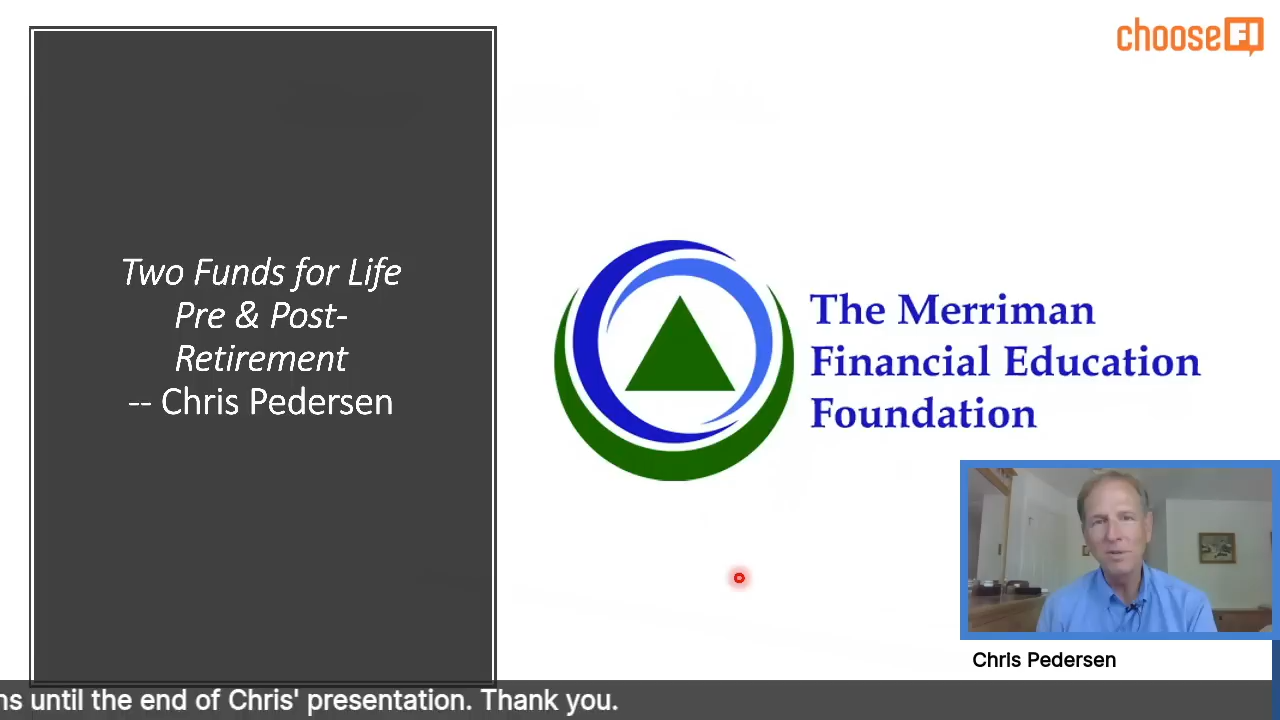 chooseFI
Two Funds for Life
Pre & Post-
Retirement
-- Chris Pedersen
The Merriman
Financial Education
Foundation
Chris Pedersen
until the end of Chris' presentation. Thank you.